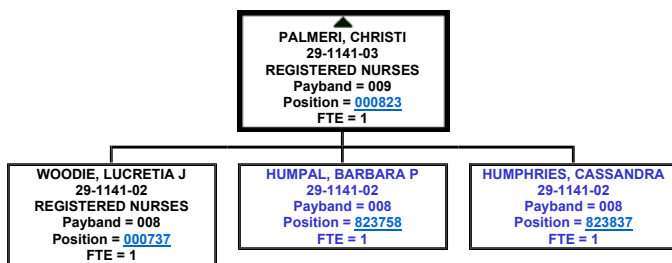 PALMERI, CHRISTI
29-1141-03
REGISTERED NURSES
Payband = 009
Position = 000823
FTE = 1
WOODIE, LUCRETIA J
29-1141-02
REGISTERED NURSES
Payband = 008
Position = 000737
FTE = 1
HUMPAL, BARBARA P
29-1141-02
Payband = 008
Position = 823758
FTE = 1
HUMPHRIES, CASSANDRA
29-1141-02
Payband = 008
Position = 823837
FTE = 1